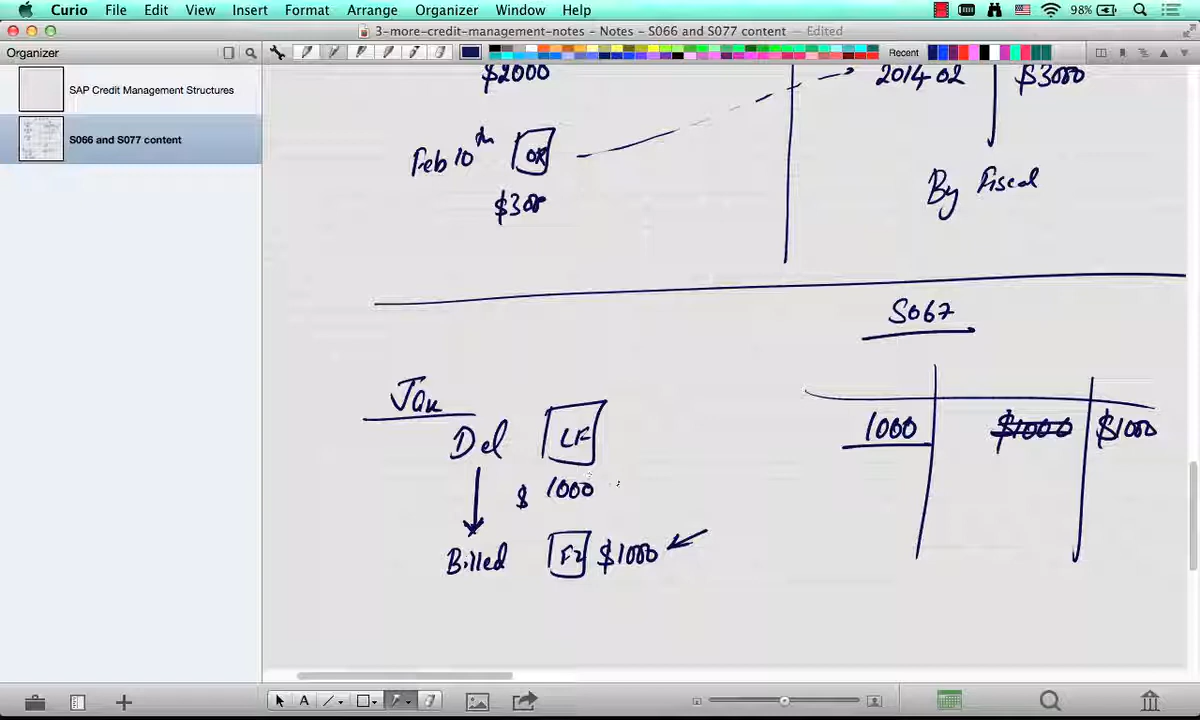 Curio File Edit View Insert Format Arrange Organizer Window Help 98%
3-more-credit-management-notes - Notes - S066 and S077 content — Edited
Organizer
Recent
SAP Credit Management Structures
S066 and S077 content
$2000
2014 02 $3000
Feb 10th OR
$300
By Fiscal
S067
Jan
Del LF
$ 1000
1000 $1000 $1000
Billed F2 $1000
A